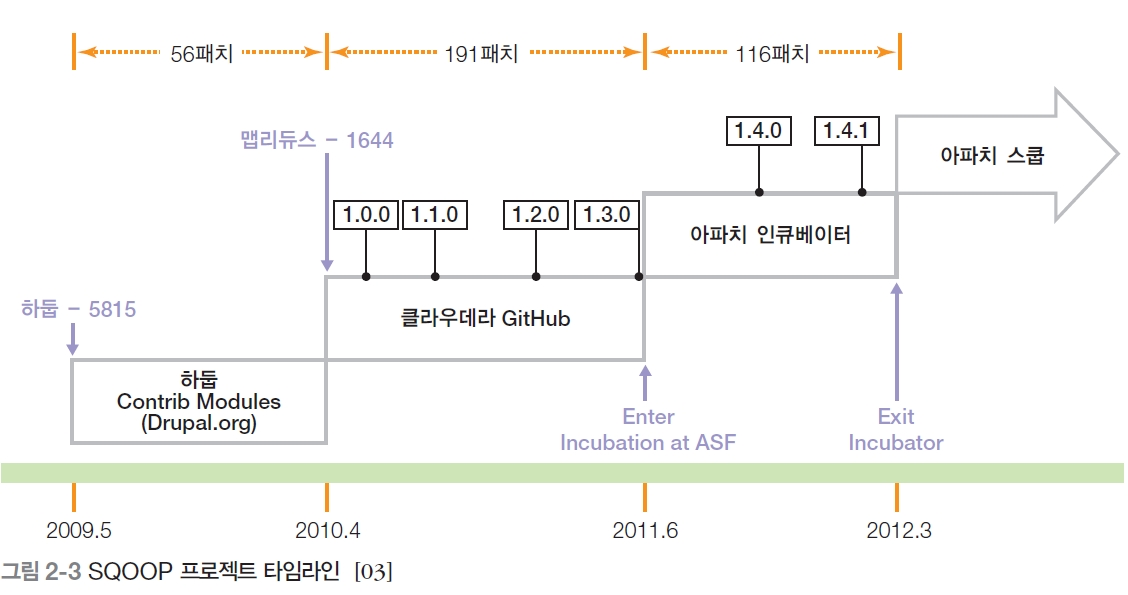 56패치
191패치
116패치
맵리듀스 - 1644
1.4.0
1.4.1
아파치 스쿱
1.0.0
1.1.0
1.2.0
1.3.0
아파치 인큐베이터
하둡 - 5815
클라우데라 GitHub
하둡
Contrib Modules
(Drupal.org)
Enter
Incubation at ASF
Exit
Incubator
2009.5
2010.4
2011.6
2012.3
그림 2-3 SQOOP 프로젝트 타임라인 [03]